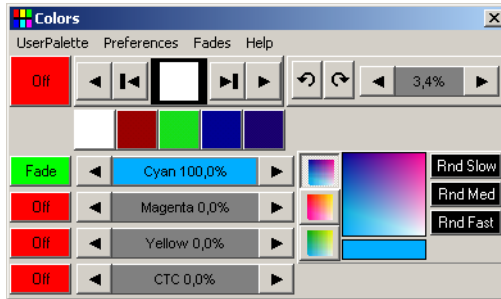 Colors
UserPalette Preferences Fades Help
Off
3,4%
Fade Cyan 100,0% Rnd Slow
Off Magenta 0,0% Rnd Med
Rnd Fast
Off Yellow 0,0%
Off CTC 0,0%